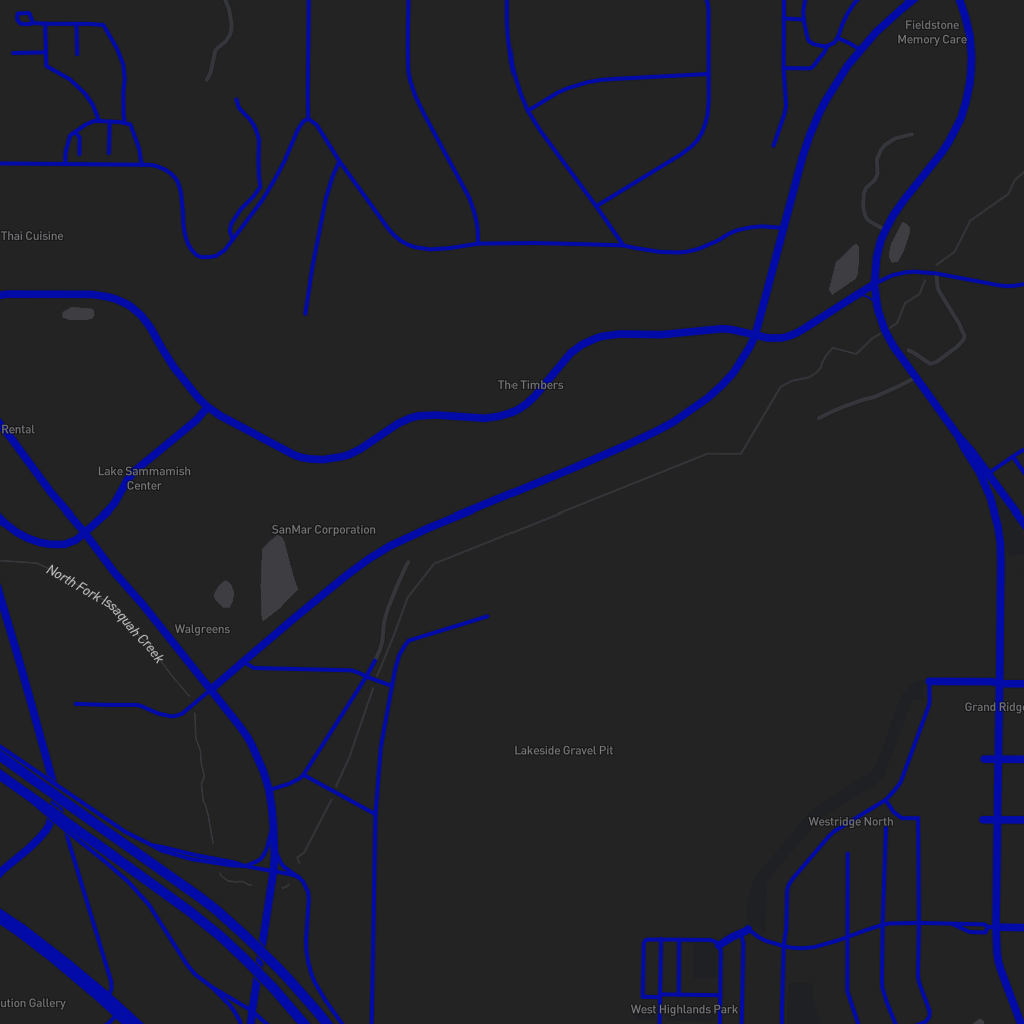 Fieldstone
Memory Care
Thai Cuisine
The Timbers
Rental
Lake Sammamish
Center
SanMar Corporation
North Fork Issaquah Creek
Walgreens
Grand Ridge
Lakeside Gravel Pit
Westridge North
ution Gallery
West Highlands Park